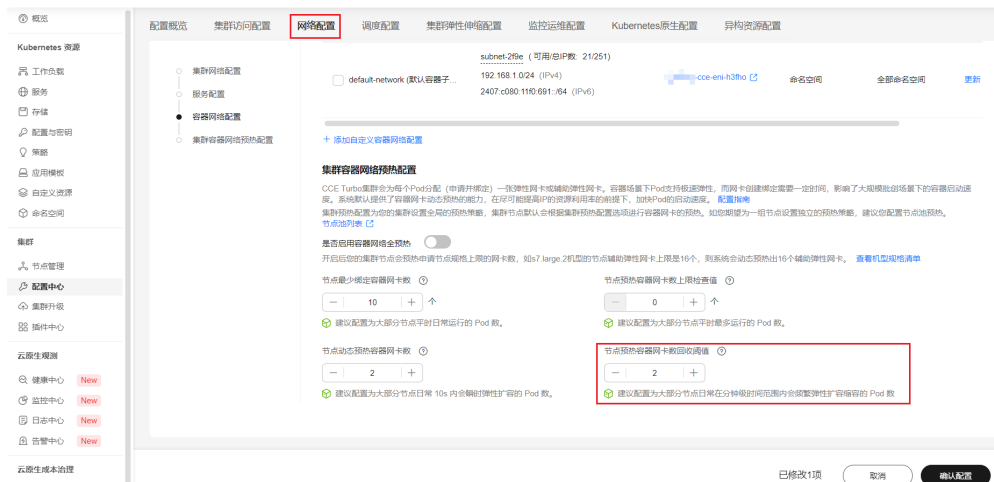 概览
Kubernetes 资源
工作负载
服务
存储
配置与密钥
策略
应用模板
自定义资源
命名空间
集群
节点管理
配置中心
集群升级
插件中心
云原生观测
健康中心 New
监控中心 New
日志中心 New
告警中心 New
云原生成本治理
配置概览 集群访问配置 网络配置 调度配置 集群弹性伸缩配置 监控运维配置 Kubernetes原生配置 异构资源配置
集群网络配置
服务配置
容器网络配置
集群容器网络预热配置
subnet-2f9e (可用/总IP数: 21/251)
default-network (默认容器子... 192.168.1.0/24 (IPv4) -cce-eni-h3fho 命名空间 全部命名空间 更新
2407:c080:11f0:691::/64 (IPv6)
+ 添加自定义容器网络配置
集群容器网络预热配置
CCE Turbo集群会为每个Pod分配（申请并绑定）一张弹性网卡或辅助弹性网卡。容器场景下Pod支持极速弹性，而网卡创建绑定需要一定时间，影响了大规模批创场景下的容器启动速
度。系统默认提供了容器网卡动态预热的能力，在尽可能提高IP的资源利用率的前提下，加快Pod的启动速度。 配置指南
集群预热配置为您的集群设置全局的预热策略，集群节点默认会根据集群预热配置选项进行容器网卡的预热。如您期望为一组节点设置独立的预热策略，建议您配置节点池预热。
节点池列表
是否启用容器网络全预热
开启后您的集群节点会预热申请节点规格上限的网卡数，如s7.large.2机型的节点辅助弹性网卡上限是16个，则系统会动态预热出16个辅助弹性网卡。 查看机型规格清单
节点最少绑定容器网卡数 节点预热容器网卡数上限检查值
— 10 + 个 — 0 + 个
建议配置为大部分节点平时日常运行的 Pod 数。 建议配置为大部分节点平时最多运行的 Pod 数。
节点动态预热容器网卡数 节点预热容器网卡数回收阈值
— 2 + — 2 +
建议配置为大部分节点日常 10s 内会瞬时弹性扩容的 Pod 数。 建议配置为大部分节点日常在分钟级时间范围内会频繁弹性扩容缩容的 Pod 数
已修改1项 取消 确认配置